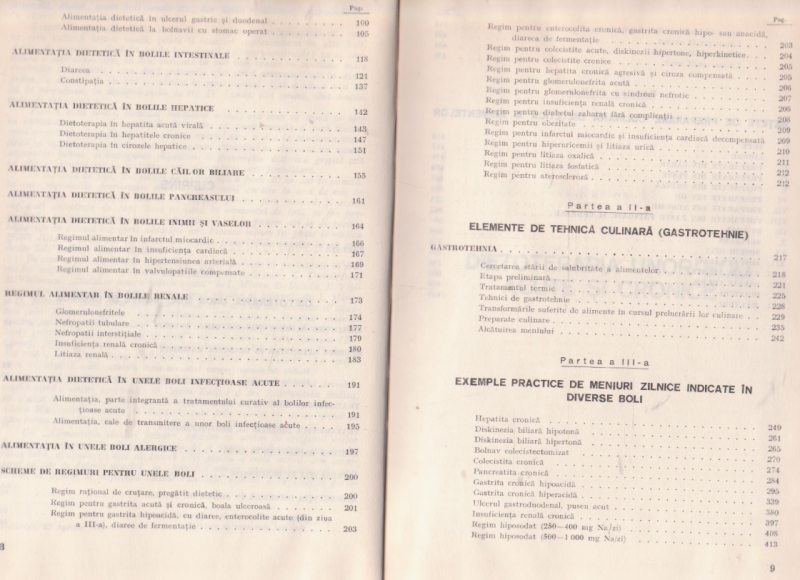 Pag.
Alimentația dietetică în ulcerul gastric și duodenal . . . 100
Alimentația dietetică la bolnavii cu stomac operat . . . 105
ALIMENTAȚIA DIETETICĂ ÎN BOLILE INTESTINALE . . . 118
Diareea . . . 121
Constipația . . . 137
ALIMENTAȚIA DIETETICĂ ÎN BOLILE HEPATICE . . . 142
Dietoterapia în hepatita acută virală . . . 143
Dietoterapia în hepatitele cronice . . . 147
Dietoterapia în cirozele hepatice . . . 151
ALIMENTAȚIA DIETETICĂ ÎN BOLILE CĂILOR BILIARE . . . 155
ALIMENTAȚIA DIETETICĂ ÎN BOLILE PANCREASULUI . . . 161
ALIMENTAȚIA DIETETICĂ ÎN BOLILE INIMII ȘI VASELOR . . . 164
Regimul alimentar în infarctul miocardic . . . 166
Regimul alimentar în insuficiența cardiacă . . . 167
Regimul alimentar în hipertensiunea arterială . . . 169
Regimul alimentar în valvulopatiile compensate . . . 171
REGIMUL ALIMENTAR ÎN BOLILE RENALE . . . 173
Glomerulonefritele . . . 174
Nefropatii tubulare . . . 177
Nefropatii interstițiale . . . 179
Insuficiența renală cronică . . . 180
Litiaza renală . . . 183
ALIMENTAȚIA DIETETICĂ ÎN UNELE BOLI INFECȚIOASE ACUTE . . . 191
Alimentația, parte integrantă a tratamentului curativ al bolilor infec-
țioase acute . . . 191
Alimentația, cale de transmitere a unor boli infecțioase acute . . . 195
ALIMENTAȚIA ÎN UNELE BOLI ALERGICE . . . 197
SCHEME DE REGIMURI PENTRU UNELE BOLI . . . 200
Regim rațional de cruțare, pregătit dietetic . . . 200
Regum pentru gastrita acută și cronică, boala ulceroasă . . . 201
Regim pentru gastrita hipoacidă, cu diaree, enterocolite acute (din ziua
a III-a), diaree de fermentație . . . 203
8
Pag.
Regim pentru enterocolita cronică, gastrita cronică hipo- sau anacidă,
diareea de fermentație . . . 203
Regim pentru colecistite acute, diskinezii hipertone, hiperkinetice . . . 204
Regim pentru colecistite cronice . . . 205
Regim pentru hepatita cronică agresivă și ciroza compensată . . . 205
Regim pentru glomerulonefrita acută . . . 206
Regim pentru glomerulonefrita cu sindrom nefrotic . . . 207
Regim pentru insuficiența renală cronică . . . 208
Regim pentru diabetul zaharat fără complicații . . . 208
Regim pentru obezitate . . . 209
Regim pentru infarctul miocardic și insuficiența cardiacă decompensată . . . 209
Regim pentru hiperuricemii și litiaza urică . . . 210
Regim pentru litiaza oxalică . . . 211
Regim pentru litiaza fosfatică . . . 212
Regim pentru ateroscleroză . . . 212
Partea a II-a
ELEMENTE DE TEHNICĂ CULINARĂ (GASTROTEHNIE)
GASTROTEHNIA . . . 217
Cercetarea stării de salubritate a alimentelor . . . 218
Etapa preliminară . . . 221
Tratamentul termic . . . 225
Tehnici de gastrotehnie . . . 228
Transformările suferite de alimente în cursul prelucrării lor culinare . . . 229
Preparate culinare . . . 235
Alcătuirea meniului . . . 242
Partea a III-a
EXEMPLE PRACTICE DE MENIURI ZILNICE INDICATE ÎN
DIVERSE BOLI
Hepatita cronică . . . 249
Diskinezia biliară hipotonă . . . 261
Diskinezia biliară hipertonă . . . 265
Bolnav colecistectomizat . . . 270
Colecistita cronică . . . 274
Pancreatita cronică . . . 284
Gastrita cronică hipoacidă . . . 295
Gastrita cronică hiperacidă . . . 339
Ulcerul gastroduodenal, puseu acut . . . 380
Insuficiența renală cronică . . . 397
Regim hiposodat (250—400 mg Na/zi) . . . 408
Regim hiposodat (500—1 000 mg Na/zi) . . . 413
9